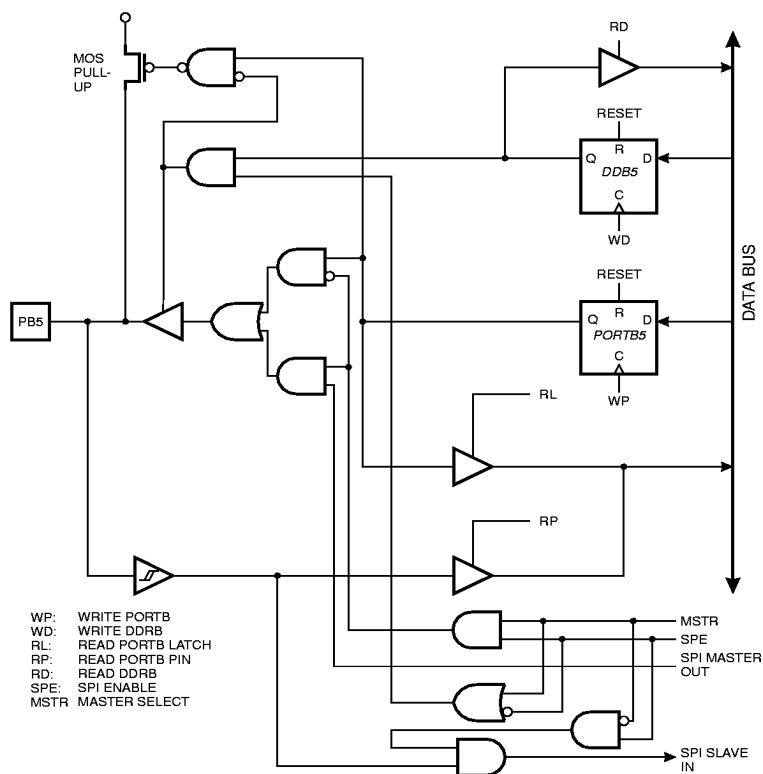 RD
MOS
PULL-
UP
RESET
R
Q
D
DDB5
C
WD
DATA BUS
RESET
R
Q
D
PORTB5
C
WP
PB5
RL
RP
WP: WRITE PORTB
WD: WRITE DDRB
RL: READ PORTB LATCH
RP: READ PORTB PIN
RD: READ DDRB
SPE: SPI ENABLE
MSTR MASTER SELECT
MSTR
SPE
SPI MASTER
OUT
SPI SLAVE
IN